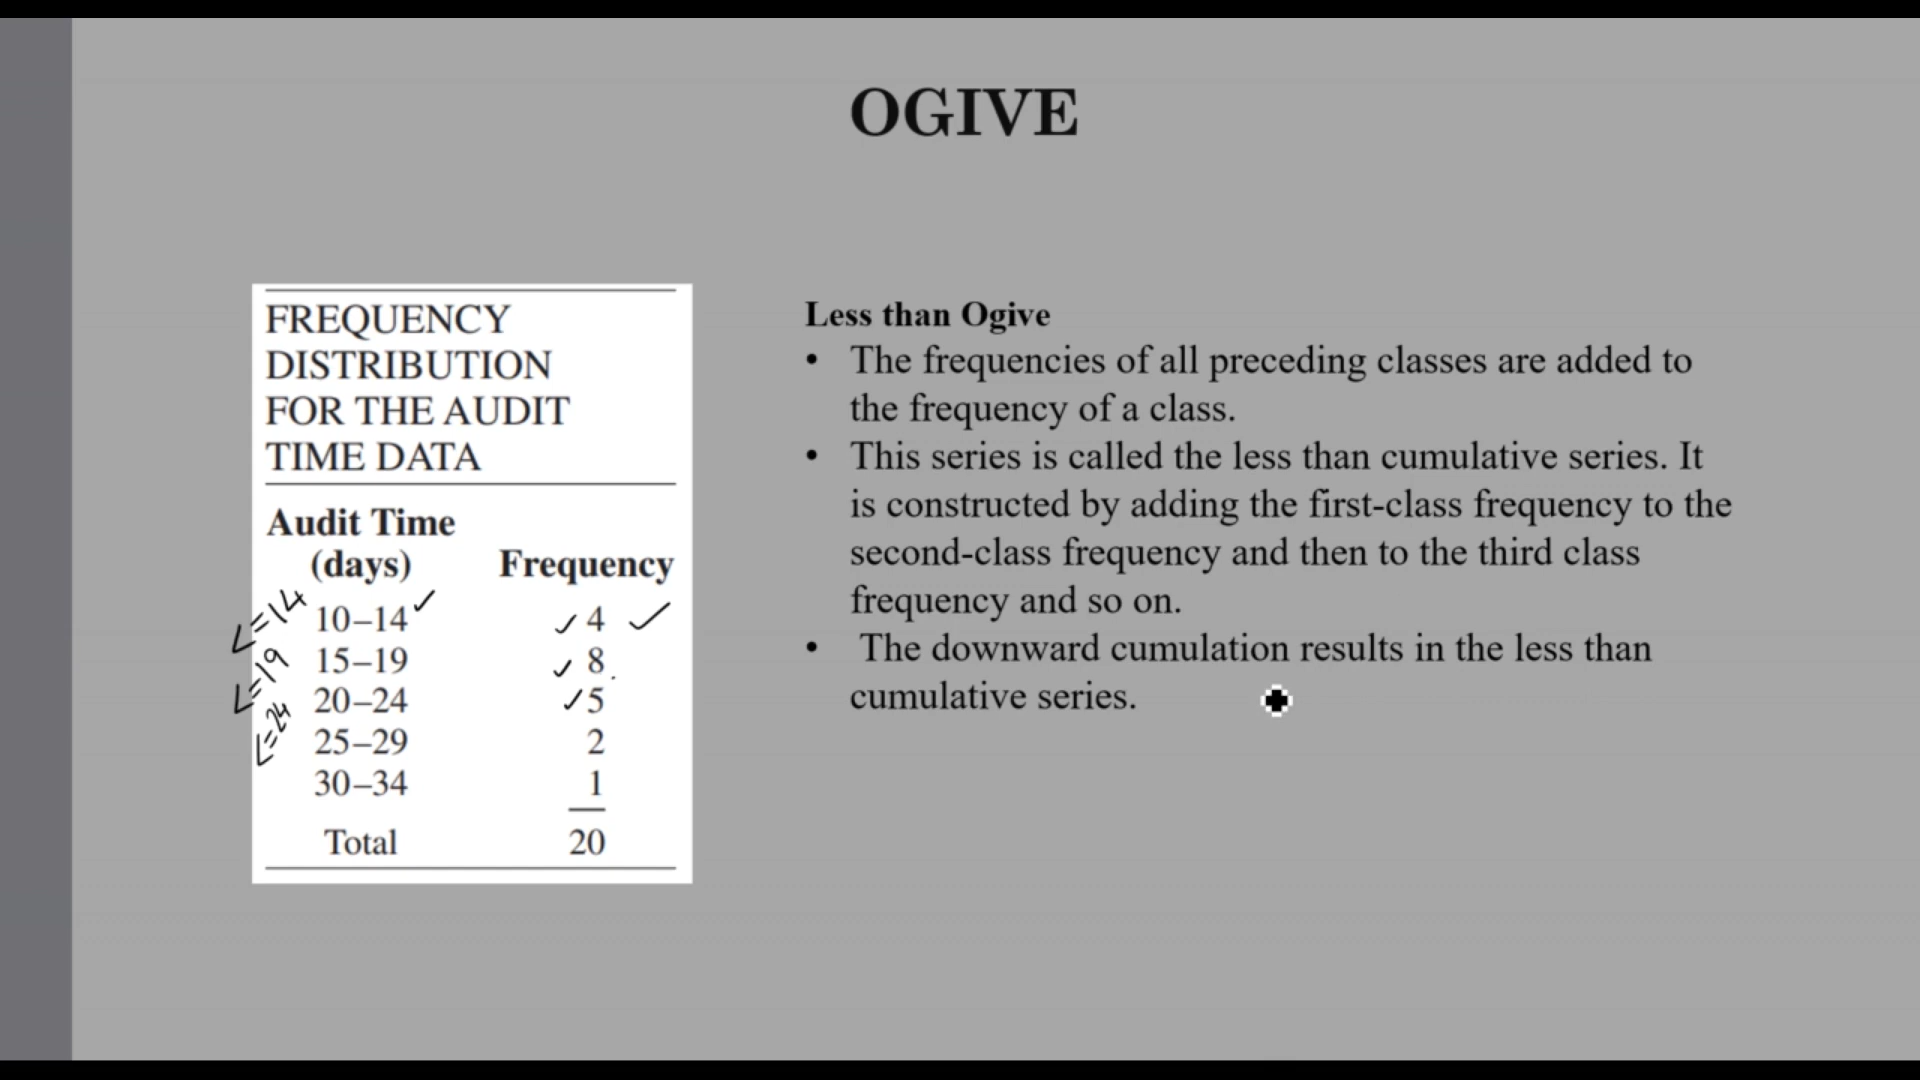 OGIVE
FREQUENCY
DISTRIBUTION
FOR THE AUDIT
TIME DATA
Audit Time
(days) Frequency
L=14 10–14 ✓ ✓ 4 ✓
L=19 15–19 ✓ 8
L=24 20–24 ✓ 5
25–29 2
30–34 1
Total 20
Less than Ogive
• The frequencies of all preceding classes are added to
the frequency of a class.
• This series is called the less than cumulative series. It
is constructed by adding the first-class frequency to the
second-class frequency and then to the third class
frequency and so on.
• The downward cumulation results in the less than
cumulative series.